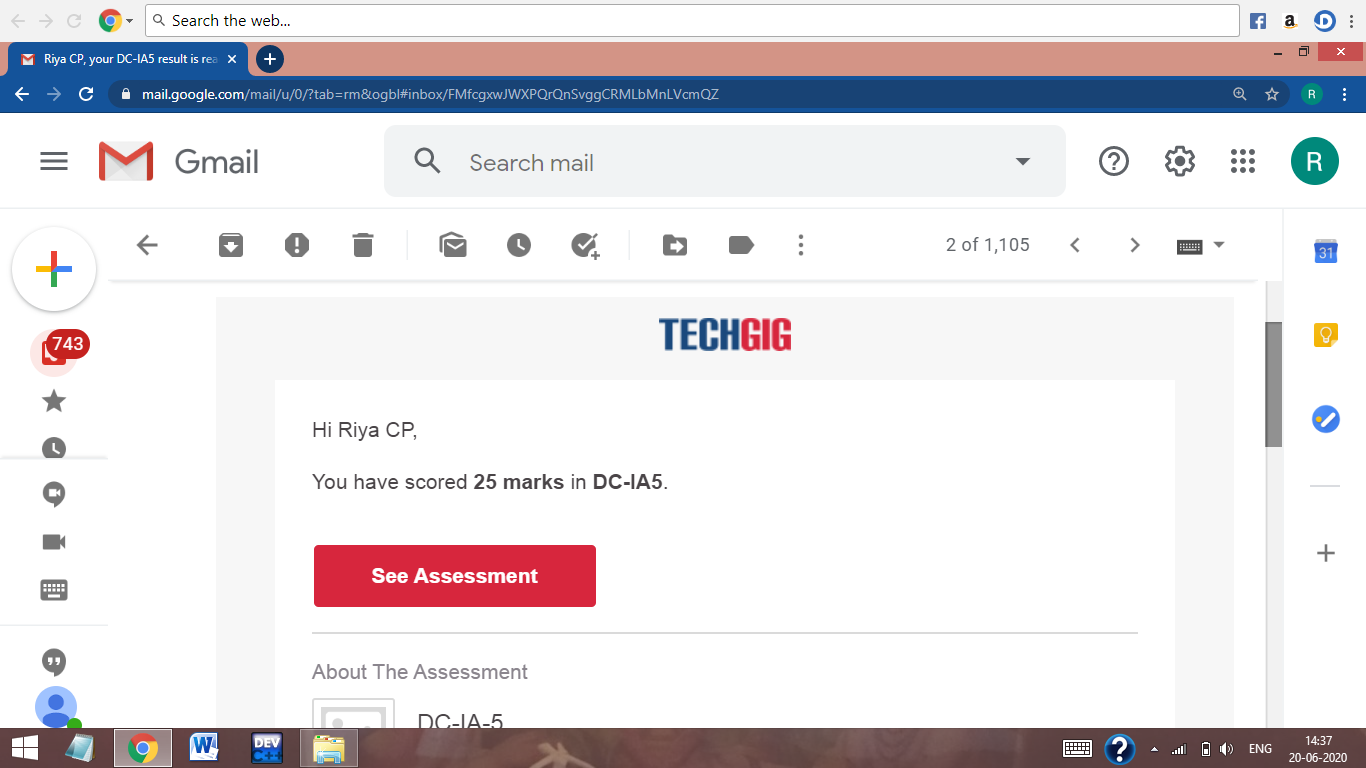 Search the web...
Riya CP, your DC-IA5 result is rea
mail.google.com/mail/u/0/?tab=rm&ogbl#inbox/FMfcgxwJWXPQrQnSvggCRMLbMnLVcmQZ
R
Gmail
Search mail
R
2 of 1,105
31
743
TECHGIG
Hi Riya CP,
You have scored 25 marks in DC-IA5.
See Assessment
About The Assessment
DC-IA-5
DEV
C++
ENG
14:37
20-06-2020